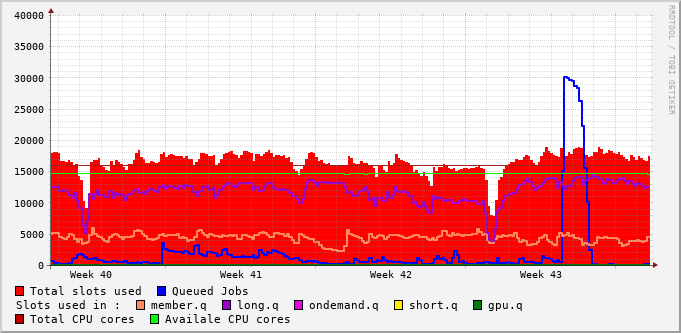 40000
35000
30000
25000
20000
15000
10000
5000
0
Week 40 Week 41 Week 42 Week 43
RRDTOOL / TOBI OETIKER
Total slots used Queued Jobs
Slots used in : member.q long.q ondemand.q short.q gpu.q
Total CPU cores Availale CPU cores